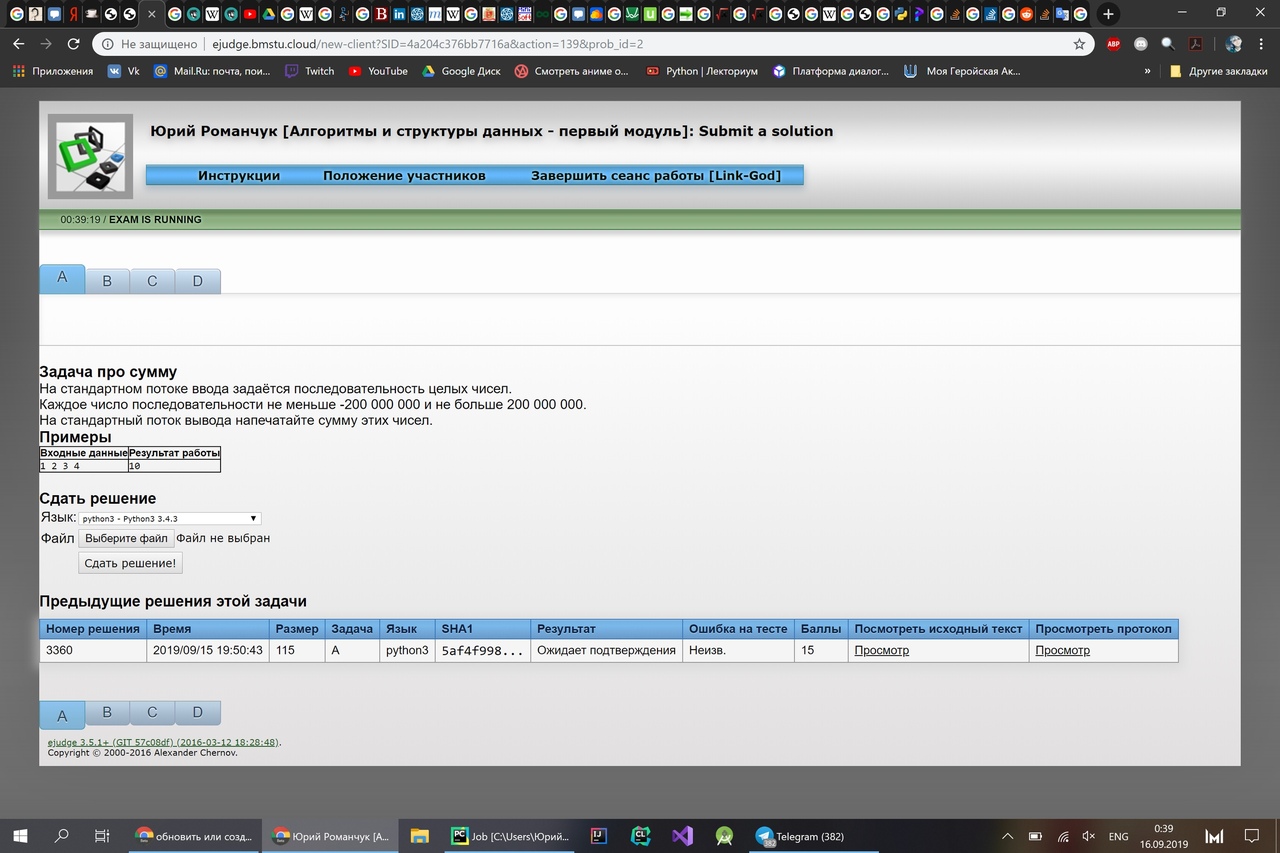 Не защищено
ejudge.bmstu.cloud/new-client?SID=4a204c376bb7716a&action=139&prob_id=2
ABP
Приложения Vk Mail.Ru: почта, пои... Twitch YouTube Google Диск Смотреть аниме о... Python | Лекториум Платформа диалог... Моя Геройская Ак... » Другие закладки
Юрий Романчук [Алгоритмы и структуры данных - первый модуль]: Submit a solution
Инструкции Положение участников Завершить сеанс работы [Link-God]
00:39:19 / EXAM IS RUNNING
A B C D
Задача про сумму
На стандартном потоке ввода задаётся последовательность целых чисел.
Каждое число последовательности не меньше -200 000 000 и не больше 200 000 000.
На стандартный поток вывода напечатайте сумму этих чисел.
Примеры
Входные данные Результат работы
1 2 3 4 10
Сдать решение
Язык: python3 - Python3 3.4.3
Файл Выберите файл Файл не выбран
Сдать решение!
Предыдущие решения этой задачи
Номер решения Время Размер Задача Язык SHA1 Результат Ошибка на тесте Баллы Посмотреть исходный текст Просмотреть протокол
3360 2019/09/15 19:50:43 115 A python3 5af4f998... Ожидает подтверждения Неизв. 15 Просмотр Просмотр
A B C D
ejudge 3.5.1+ (GIT 57c08df) (2016-03-12 18:28:48).
Copyright © 2000-2016 Alexander Chernov.
обновить или созд... Юрий Романчук [А... Job [C:\Users\Юрий... Telegram (382) ENG 0:39
16.09.2019